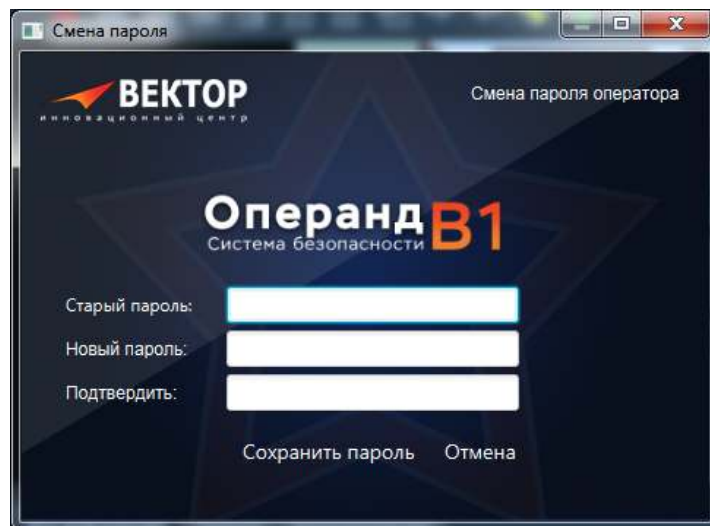 Смена пароля
ВЕКТОР
инновационный центр
Смена пароля оператора
Операнд В1
Система безопасности
Старый пароль:
Новый пароль:
Подтвердить:
Сохранить пароль Отмена